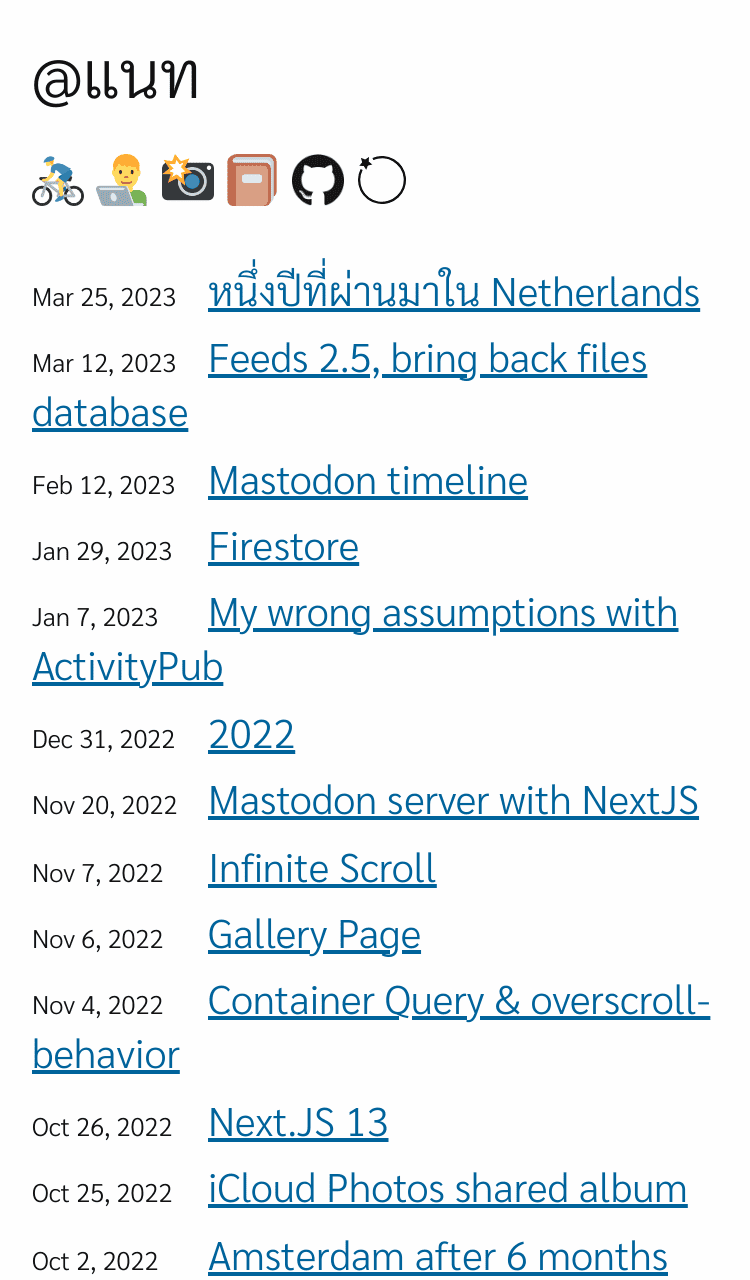 @แนท
Mar 25, 2023 หนึ่งปีที่ผ่านมาใน Netherlands
Mar 12, 2023 Feeds 2.5, bring back files
database
Feb 12, 2023 Mastodon timeline
Jan 29, 2023 Firestore
Jan 7, 2023 My wrong assumptions with
ActivityPub
Dec 31, 2022 2022
Nov 20, 2022 Mastodon server with NextJS
Nov 7, 2022 Infinite Scroll
Nov 6, 2022 Gallery Page
Nov 4, 2022 Container Query & overscroll-
behavior
Oct 26, 2022 Next.JS 13
Oct 25, 2022 iCloud Photos shared album
Oct 2, 2022 Amsterdam after 6 months